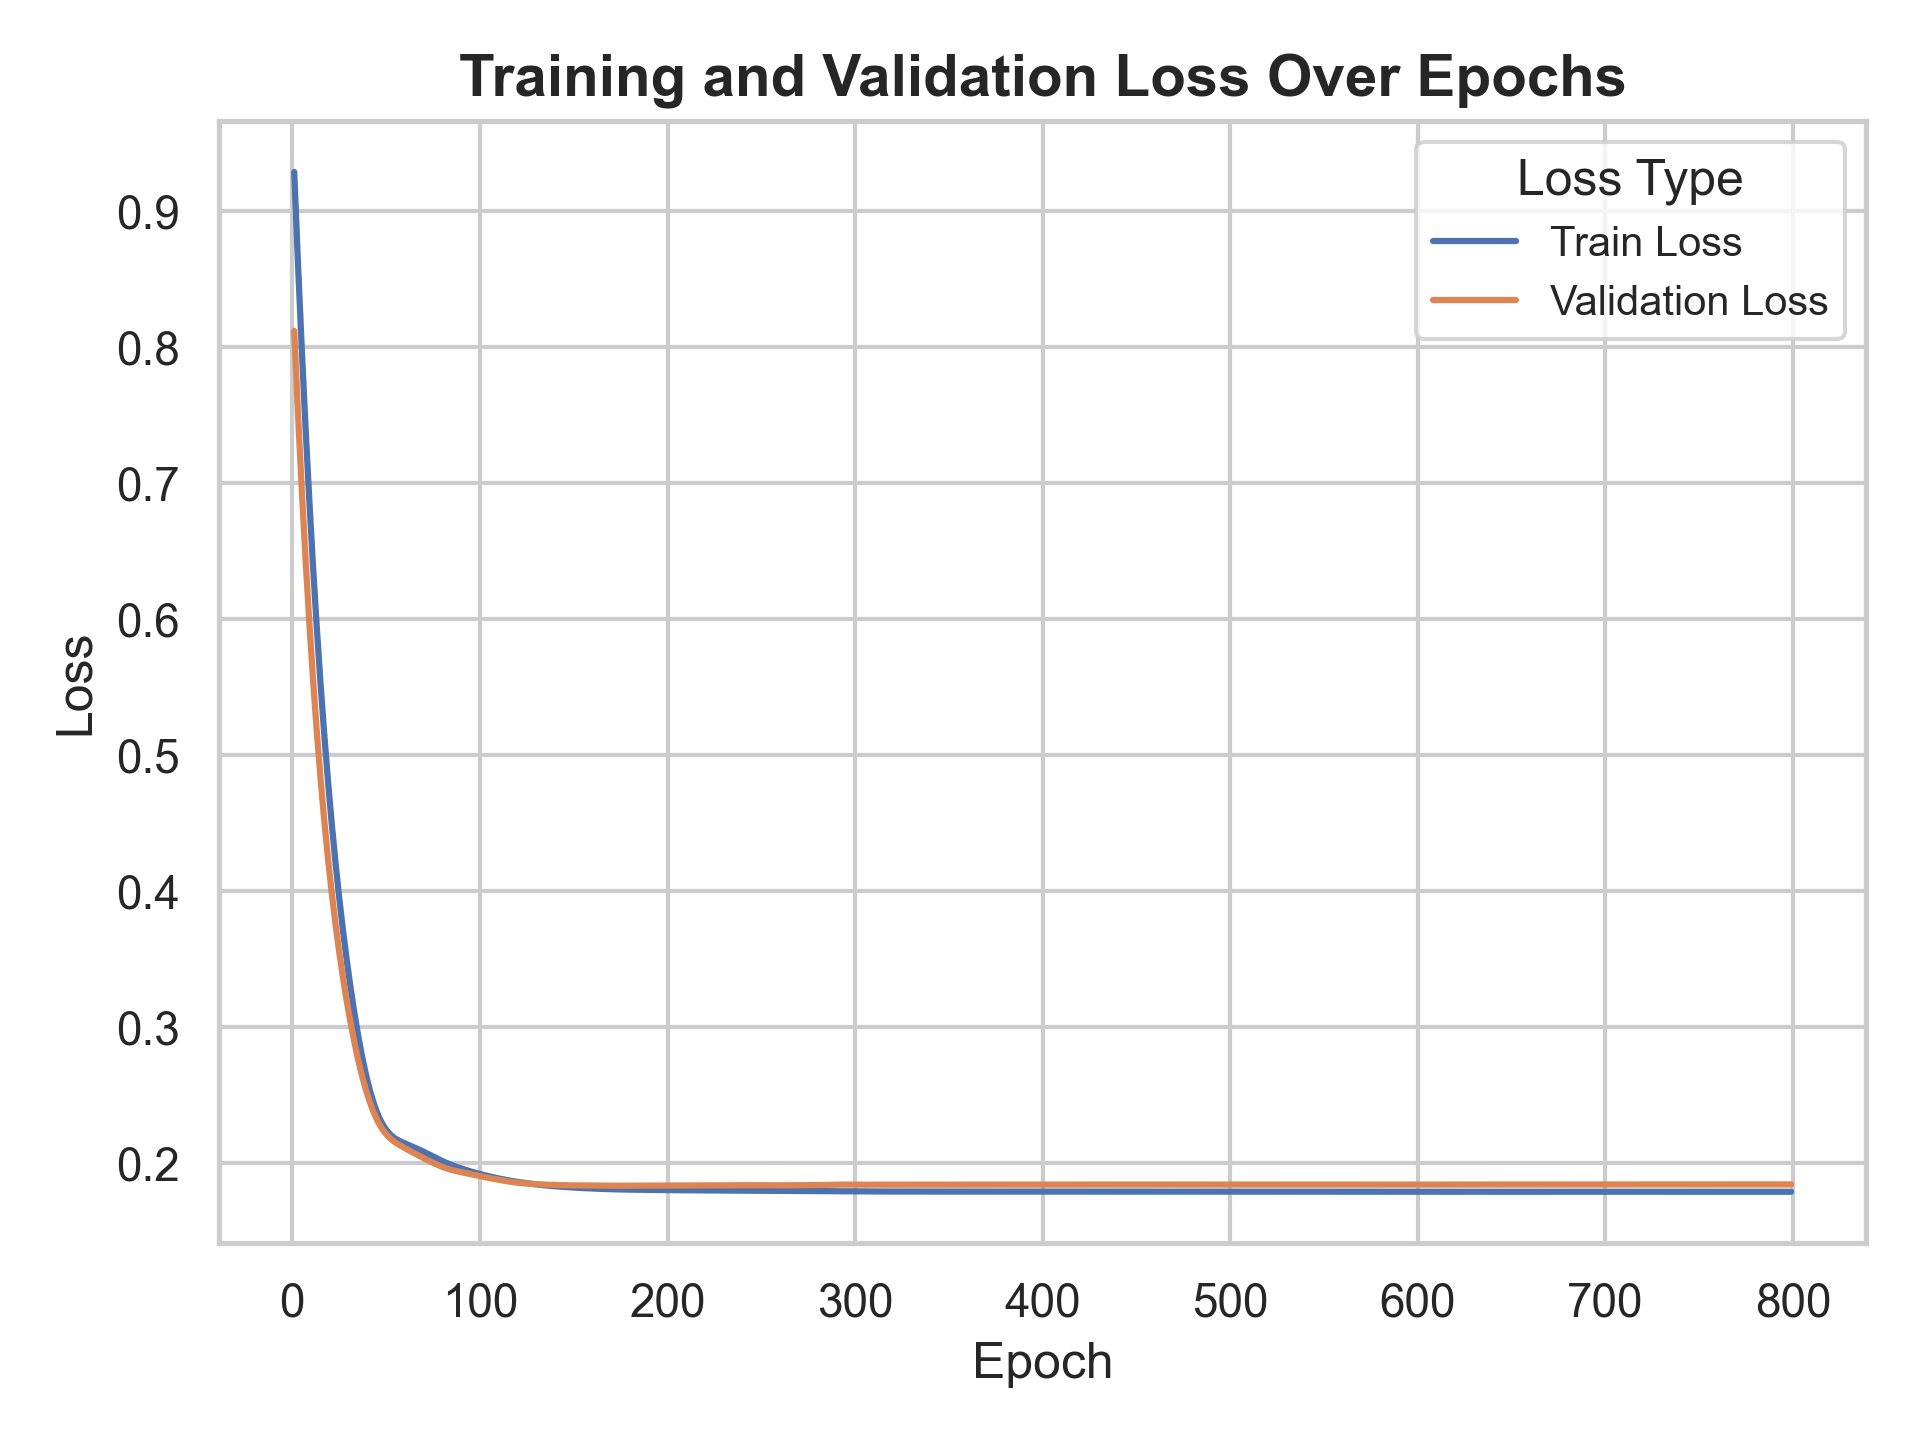 Training and Validation Loss Over Epochs
Loss Type
Train Loss
Validation Loss
Loss
0.9
0.8
0.7
0.6
0.5
0.4
0.3
0.2
0 100 200 300 400 500 600 700 800
Epoch